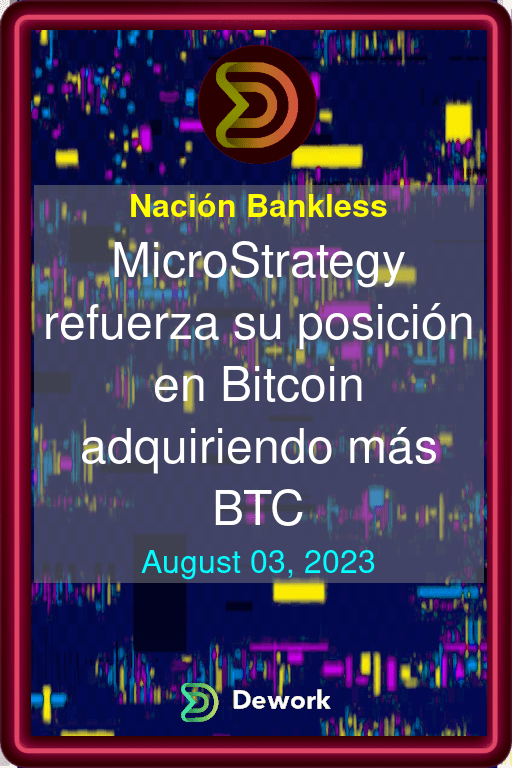 Nación Bankless
MicroStrategy
refuerza su posición
en Bitcoin
adquiriendo más
BTC
August 03, 2023
Dework